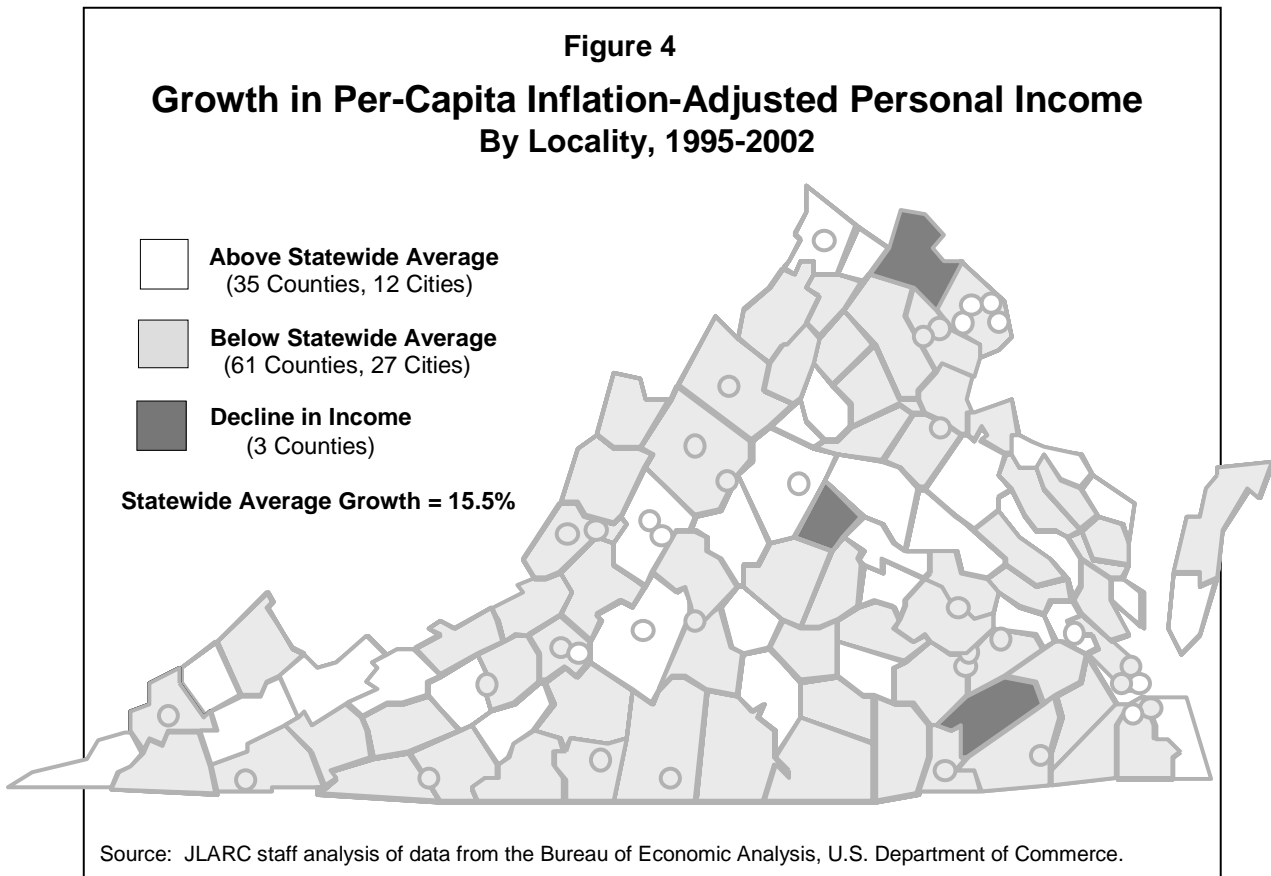 Figure 4
Growth in Per-Capita Inflation-Adjusted Personal Income
By Locality, 1995-2002
Above Statewide Average
(35 Counties, 12 Cities)
Below Statewide Average
(61 Counties, 27 Cities)
Decline in Income
(3 Counties)
Statewide Average Growth = 15.5%
Source: JLARC staff analysis of data from the Bureau of Economic Analysis, U.S. Department of Commerce.